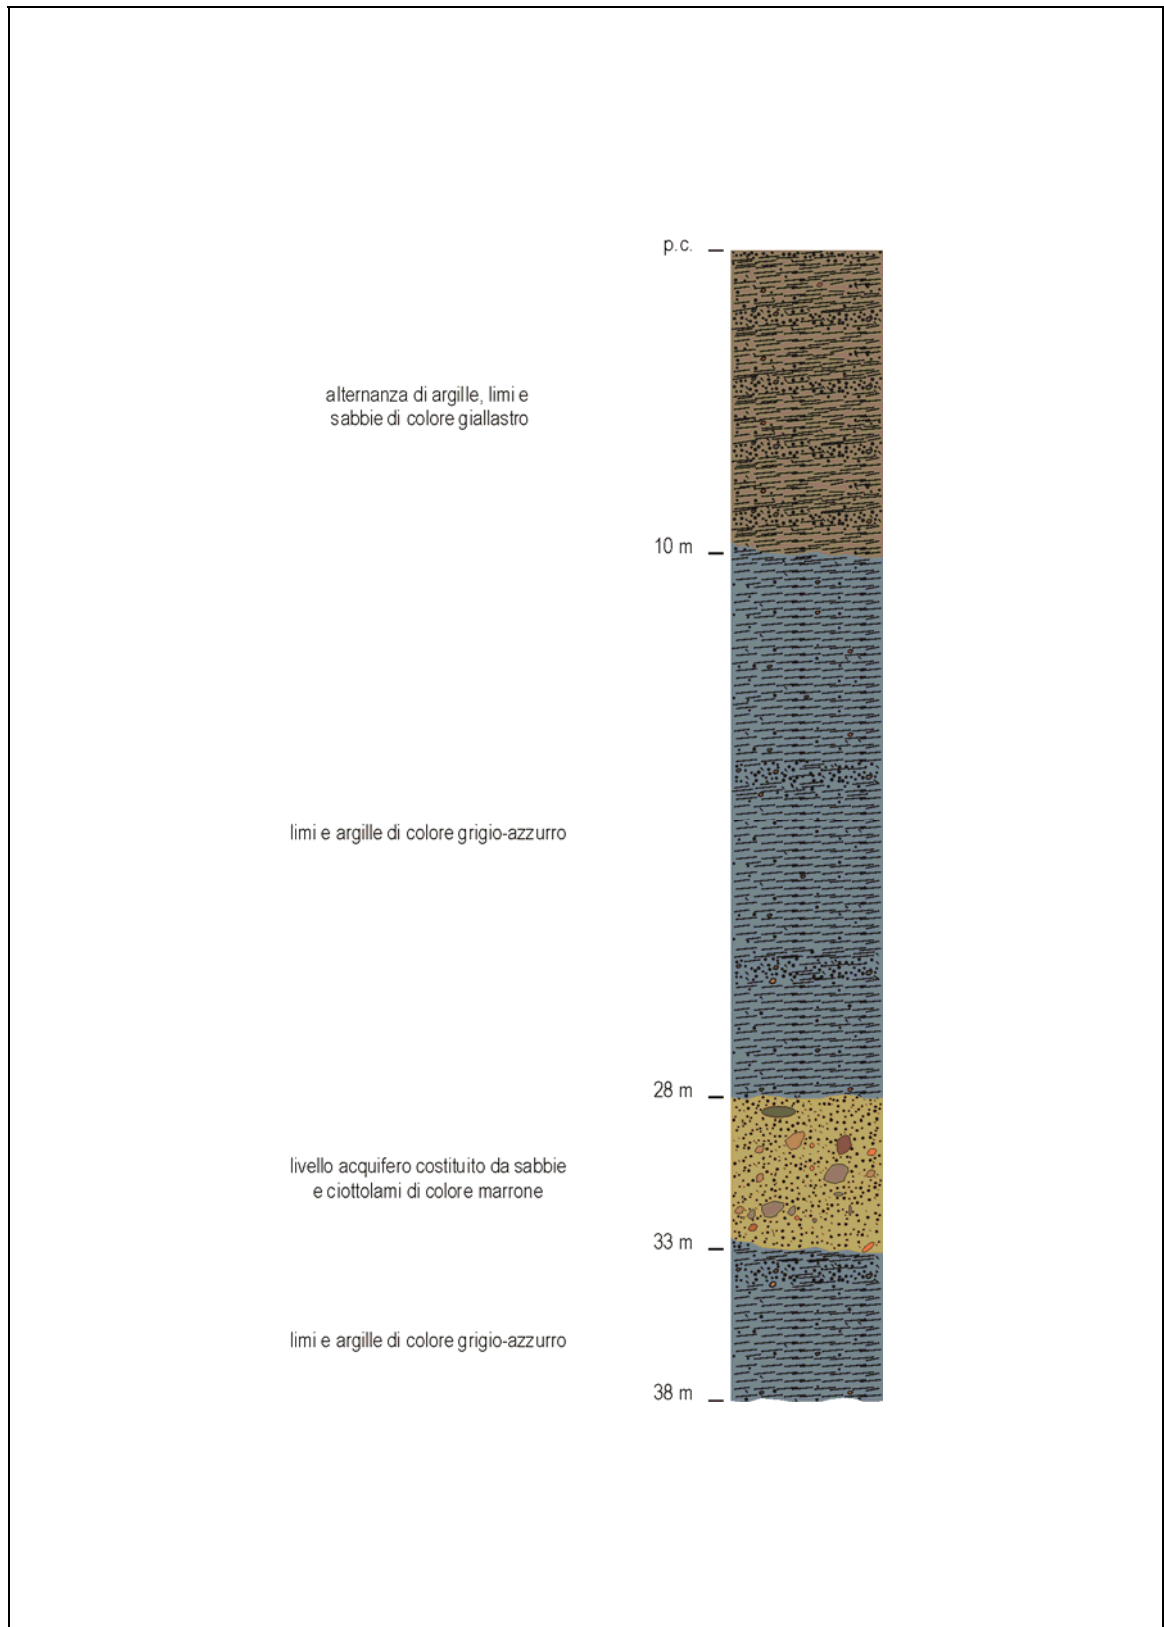 p.c.
alternanza di argille, limi e
sabbie di colore giallastro
10 m
limi e argille di colore grigio-azzurro
28 m
livello acquifero costituito da sabbie
e ciottolami di colore marrone
33 m
limi e argille di colore grigio-azzurro
38 m